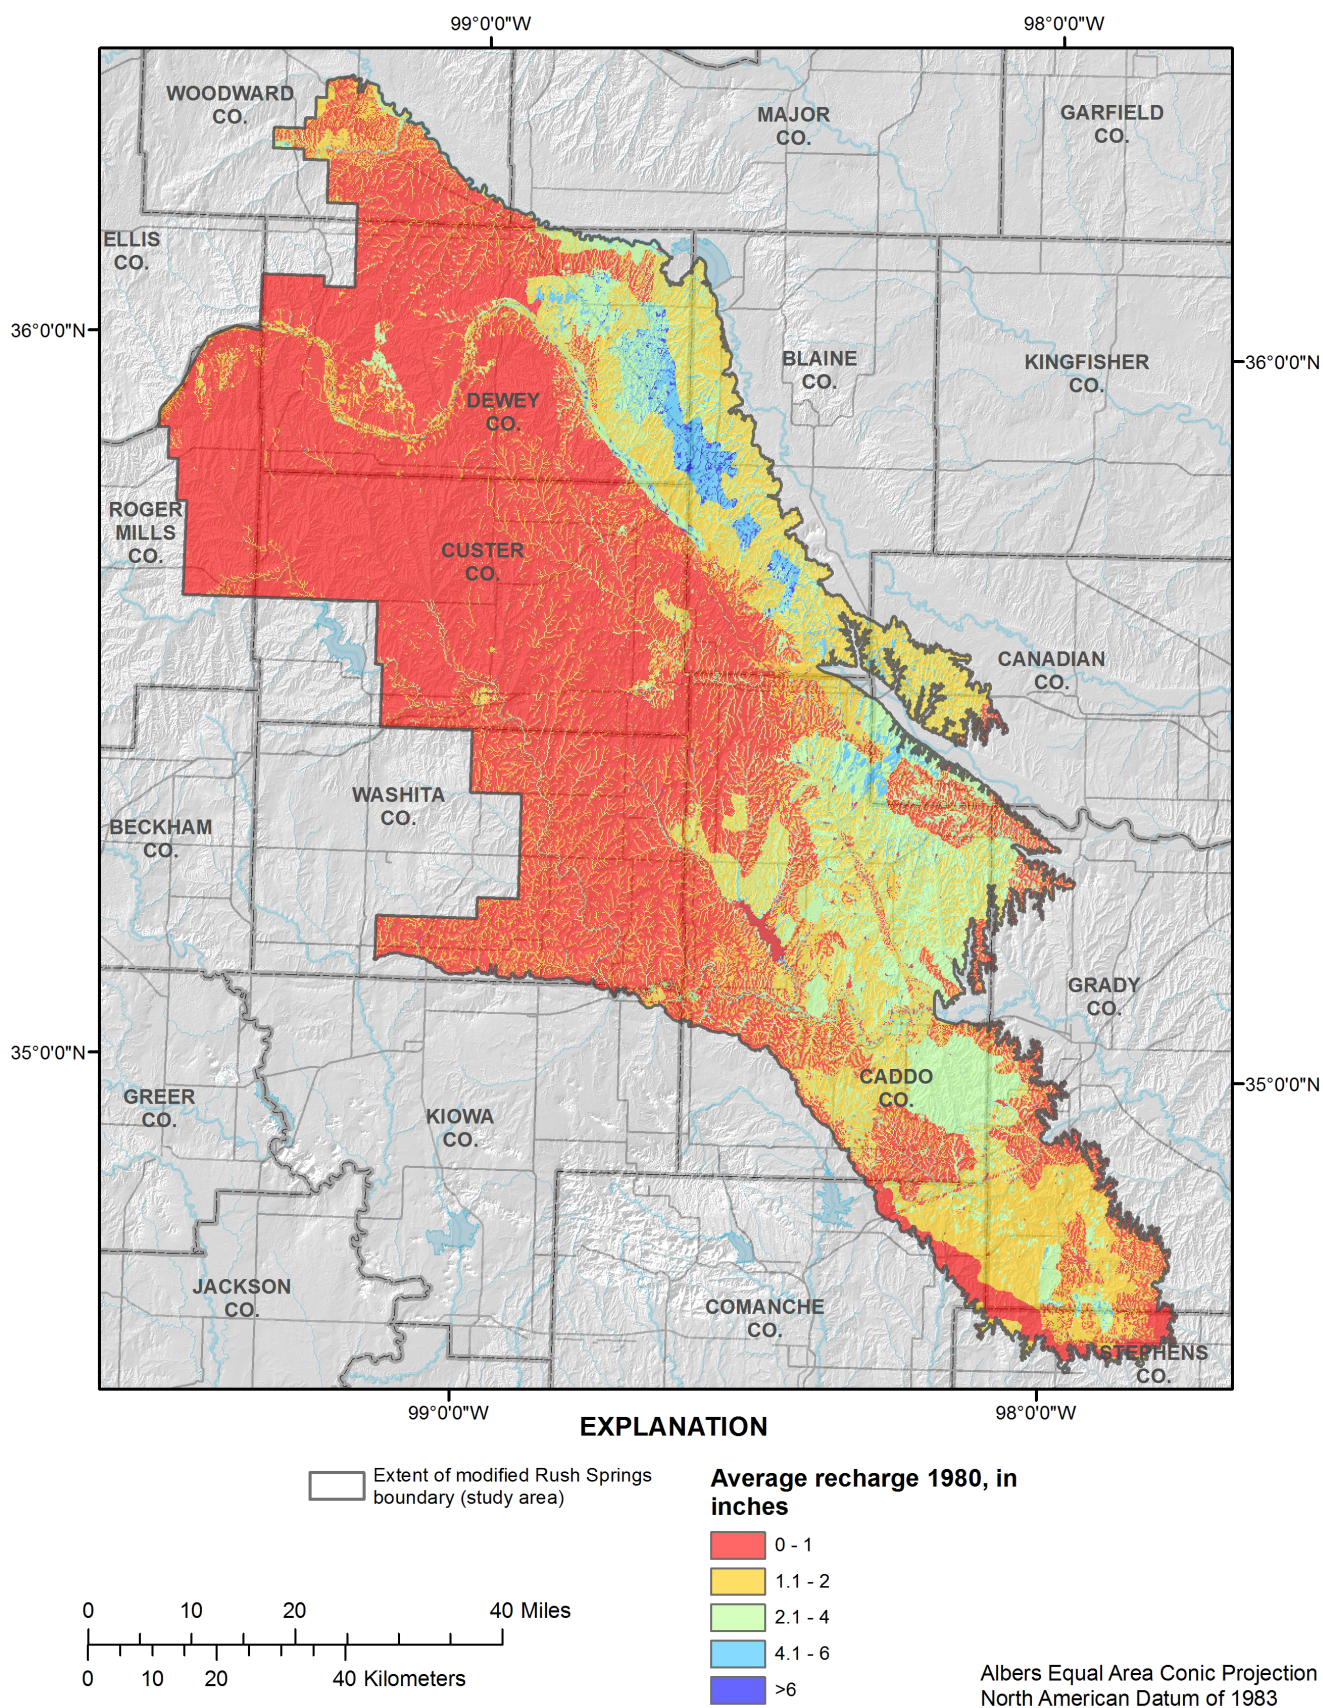 99°0'0"W 98°0'0"W
WOODWARD
CO.
MAJOR
CO.
GARFIELD
CO.
ELLIS
CO.
36°0'0"N
36°0'0"N
BLAINE
CO.
KINGFISHER
CO.
DEWEY
CO.
ROGER
MILLS
CO.
CUSTER
CO.
CANADIAN
CO.
WASHITA
CO.
BECKHAM
CO.
GRADY
CO.
35°0'0"N
35°0'0"N
CADDO
CO.
GREER
CO.
KIOWA
CO.
JACKSON
CO.
COMANCHE
CO.
STEPHENS
CO.
99°0'0"W 98°0'0"W
EXPLANATION
Extent of modified Rush Springs
boundary (study area)
Average recharge 1980, in
inches
0 - 1
1.1 - 2
2.1 - 4
4.1 - 6
>6
0 10 20 40 Miles
0 10 20 40 Kilometers
Albers Equal Area Conic Projection
North American Datum of 1983